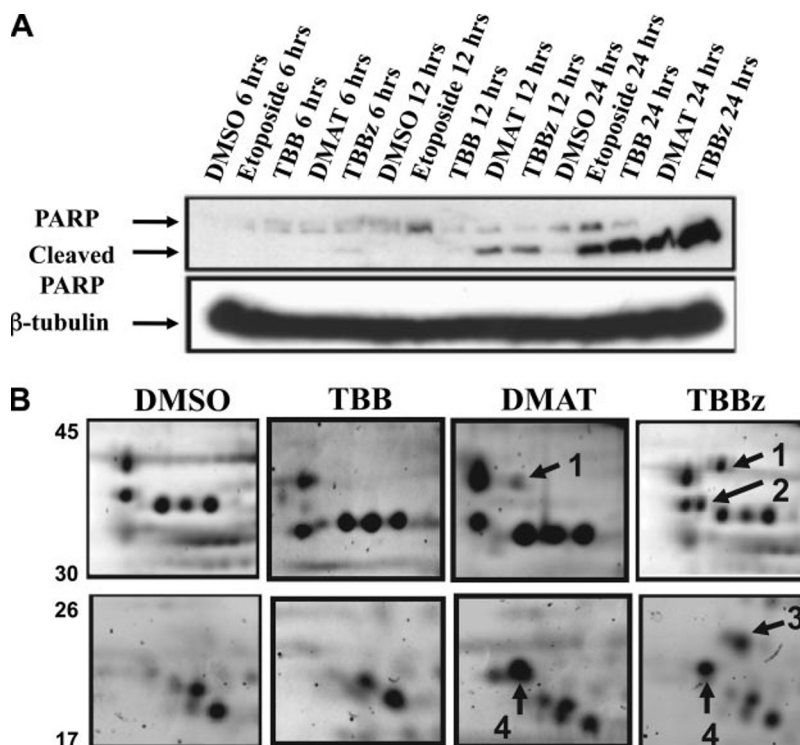 A
DMSO 6 hrs
Etoposide 6 hrs
TBB 6 hrs
DMAT 6 hrs
TBBz 6 hrs
DMSO 12 hrs
Etoposide 12 hrs
TBB 12 hrs
DMAT 12 hrs
TBBz 12 hrs
DMSO 24 hrs
Etoposide 24 hrs
TBB 24 hrs
DMAT 24 hrs
TBBz 24 hrs
PARP
Cleaved
PARP
β-tubulin
B
DMSO TBB DMAT TBBz
45
1 1
2
30
26
3
4 4
17